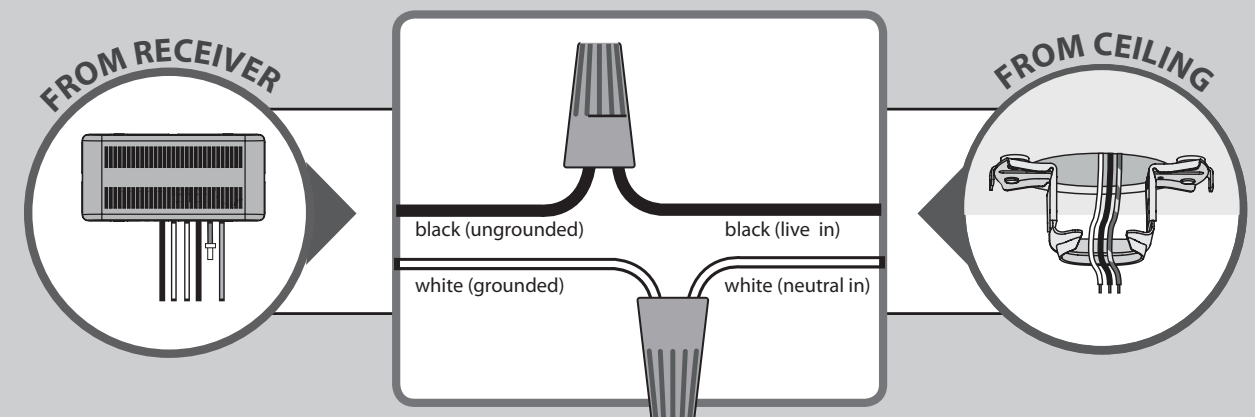 FROM RECEIVER
FROM CEILING
black (ungrounded)
black (live in)
white (grounded)
white (neutral in)